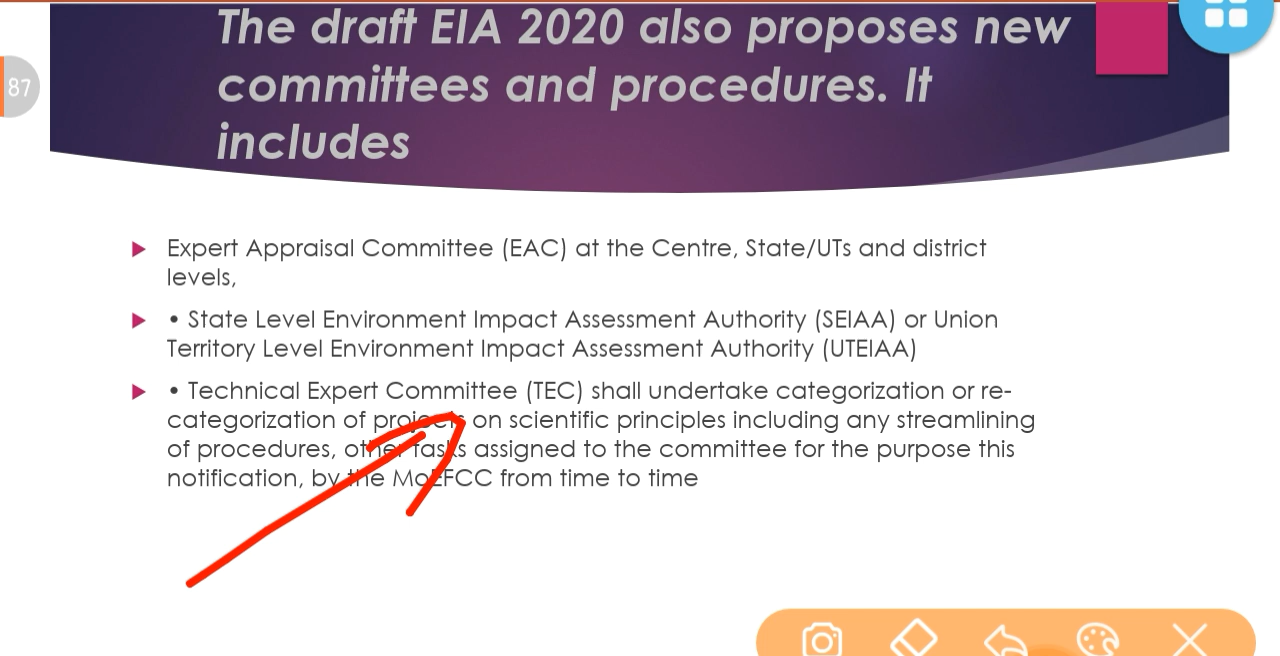 The draft EIA 2020 also proposes new
committees and procedures. It
includes
87
Expert Appraisal Committee (EAC) at the Centre, State/UTs and district
levels,
• State Level Environment Impact Assessment Authority (SEIAA) or Union
Territory Level Environment Impact Assessment Authority (UTEIAA)
• Technical Expert Committee (TEC) shall undertake categorization or re-
categorization of projects on scientific principles including any streamlining
of procedures, other tasks assigned to the committee for the purpose this
notification, by the MoEFCC from time to time